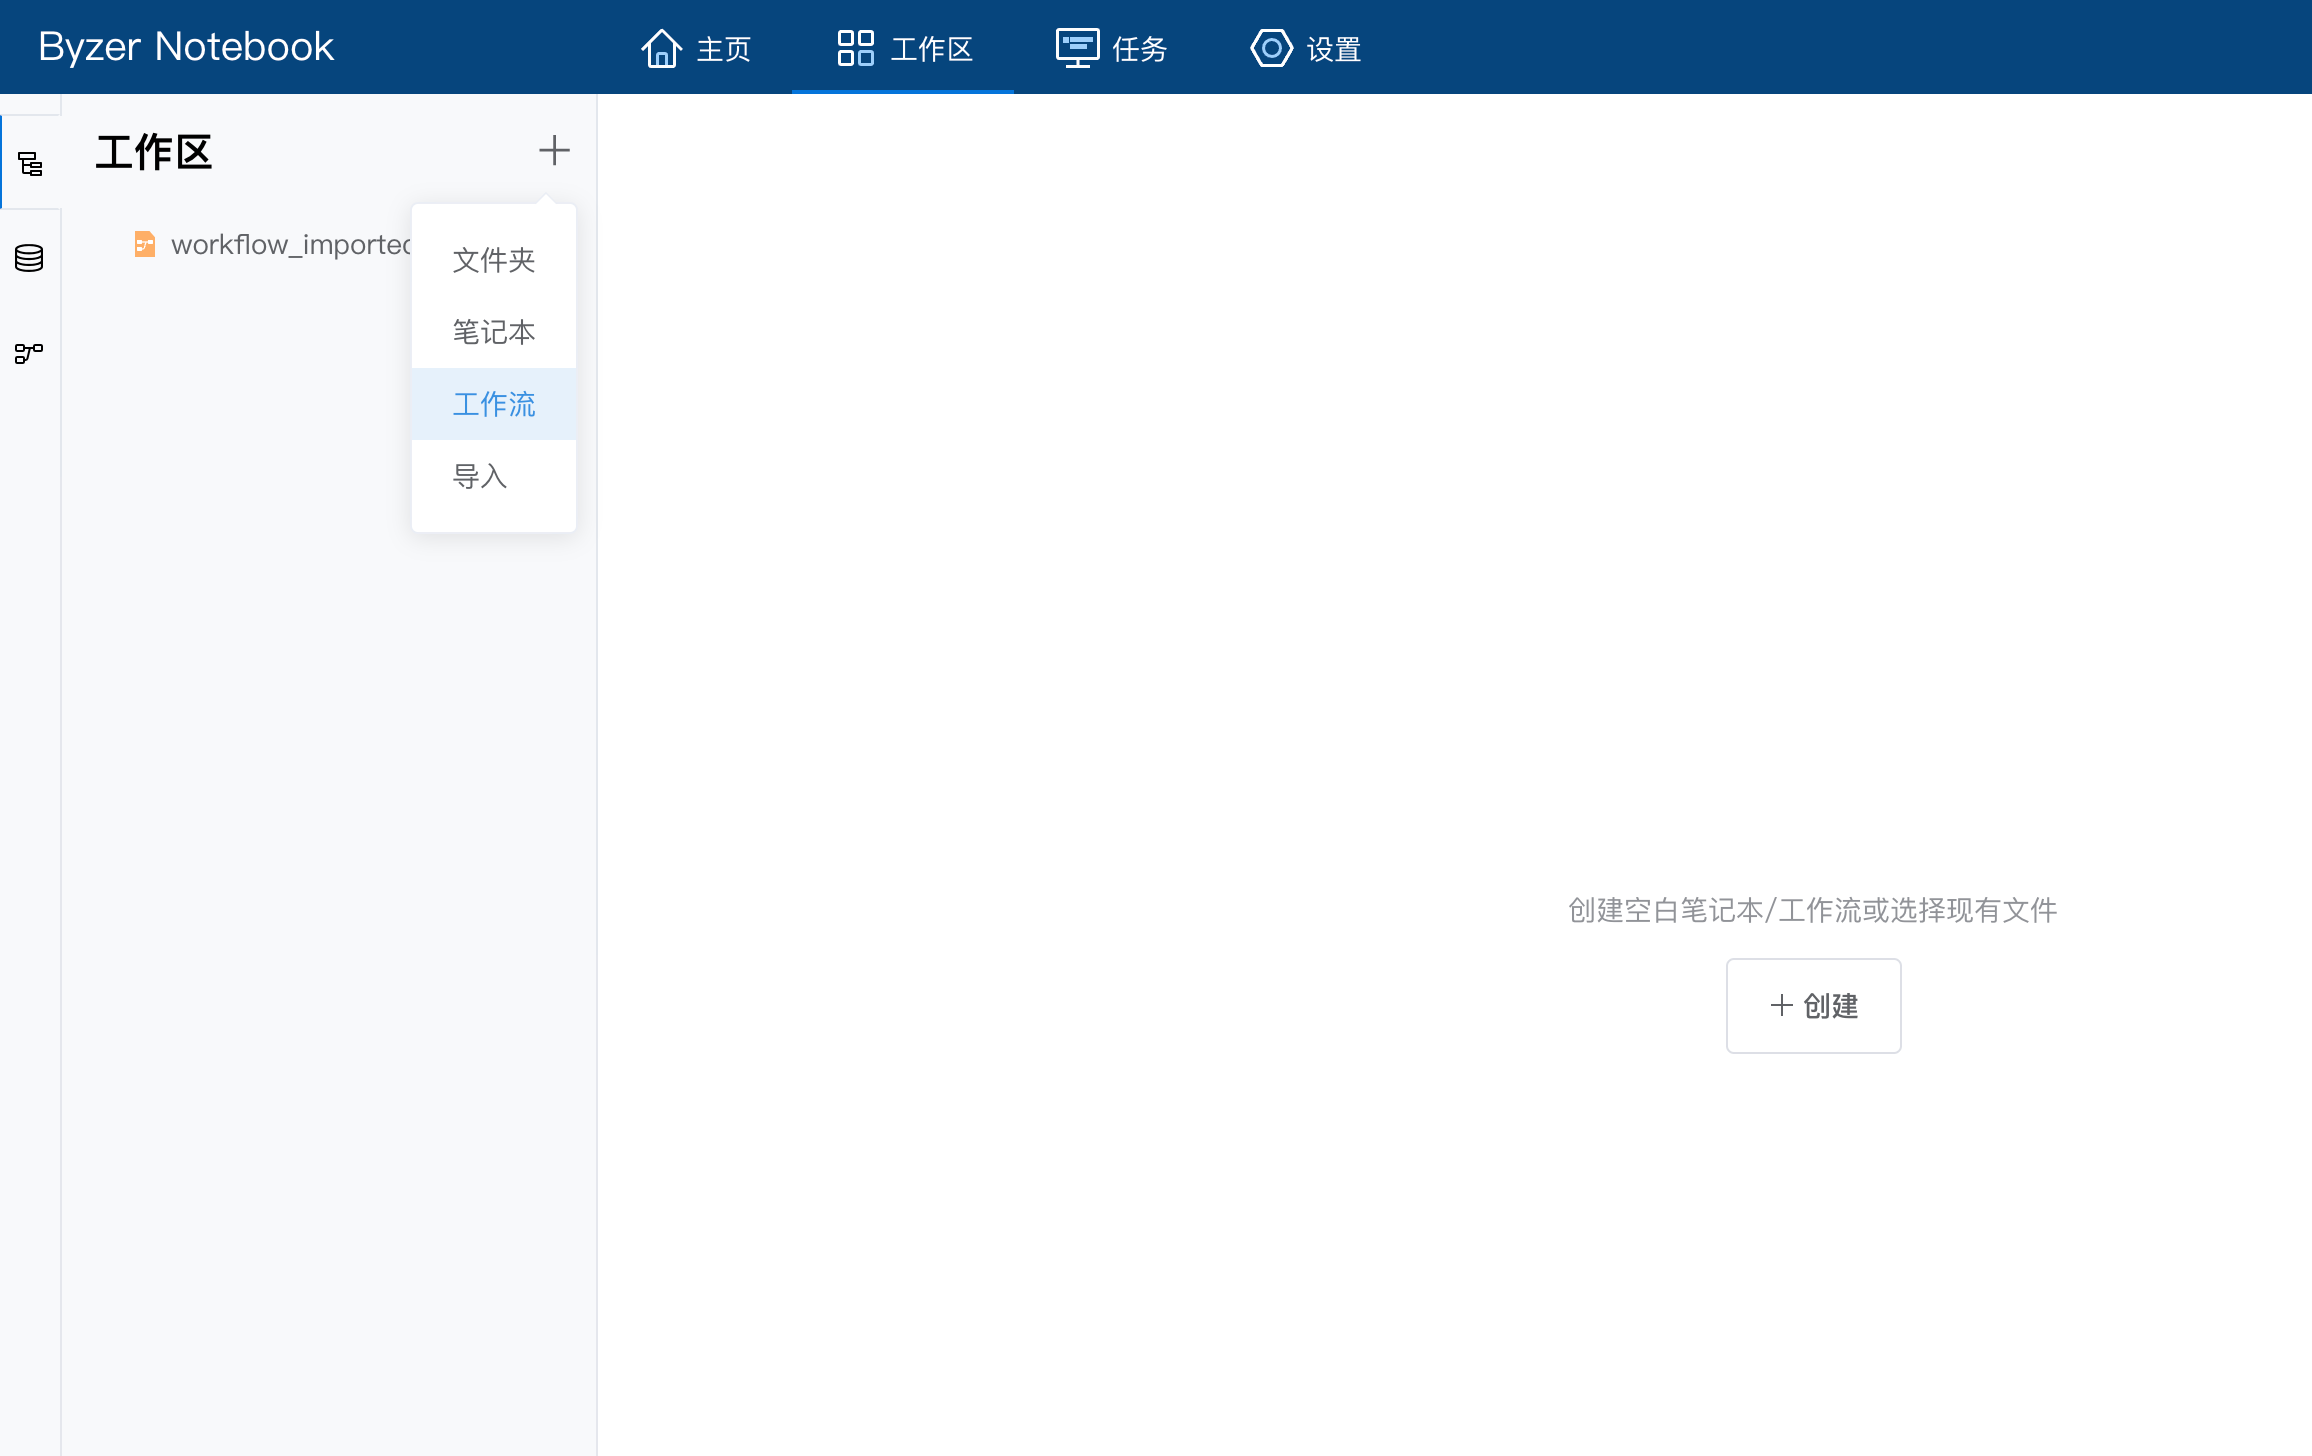 Byzer Notebook
主页
工作区
任务
设置
工作区
workflow_imported
文件夹
笔记本
工作流
导入
创建空白笔记本/工作流或选择现有文件
创建